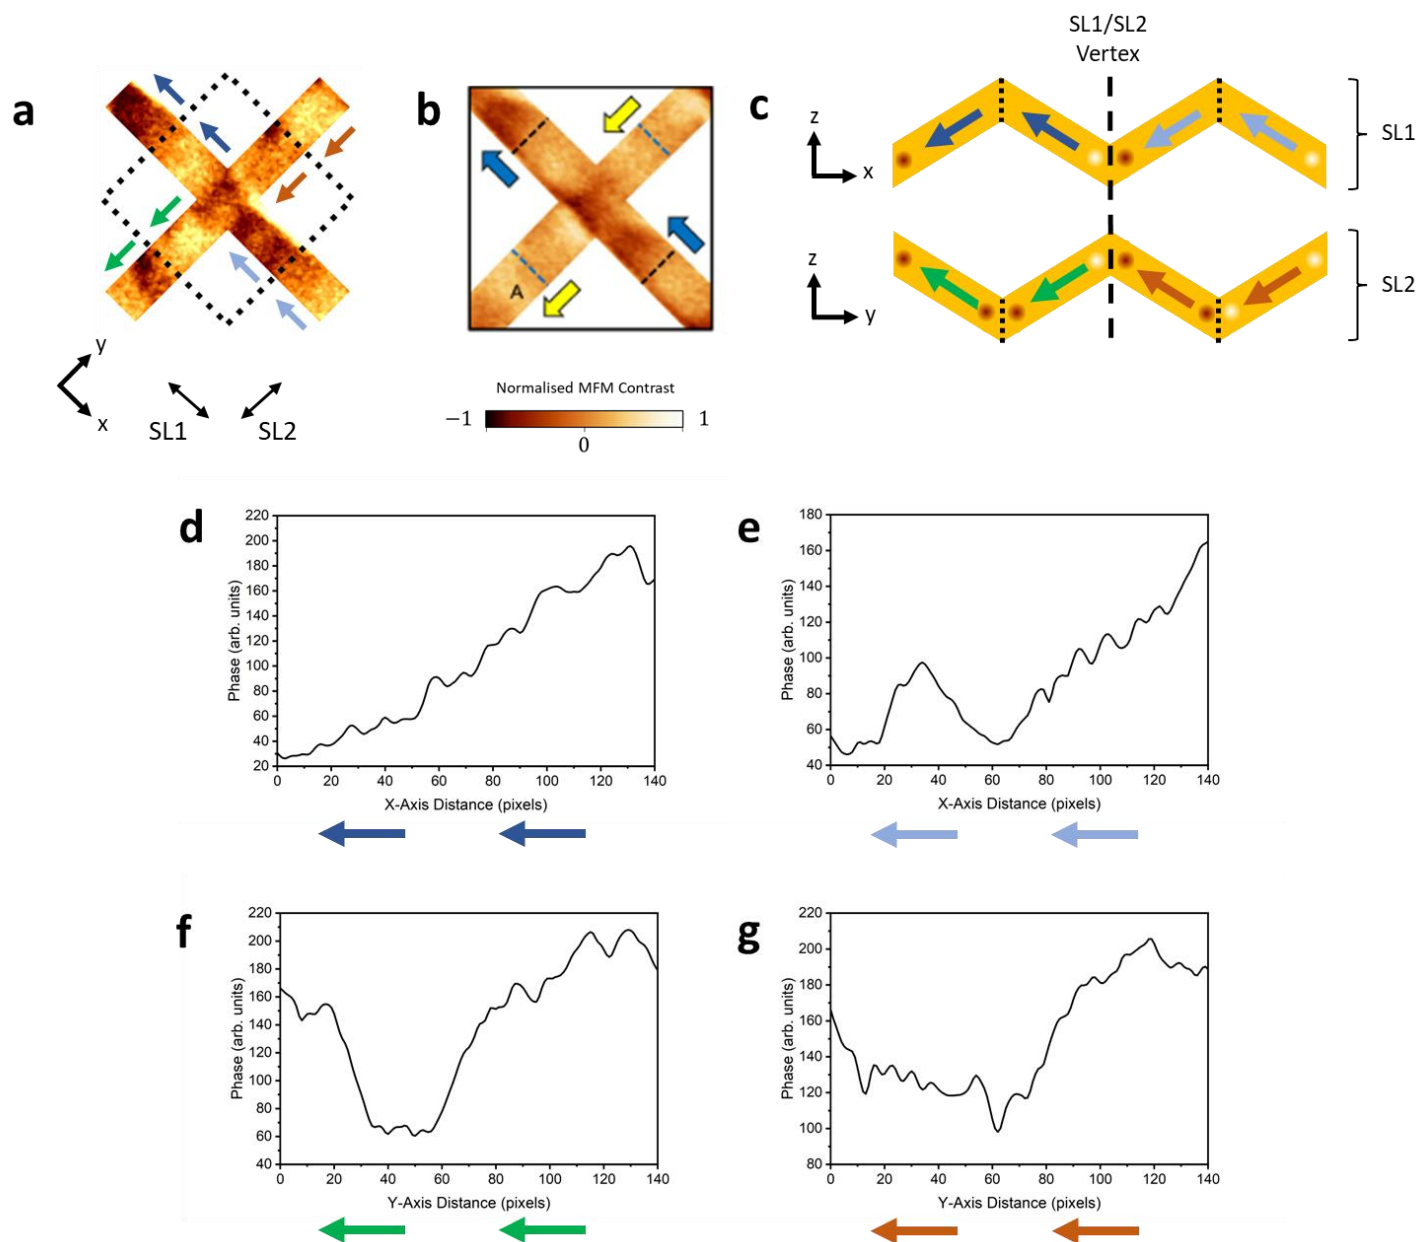 a
b
c
SL1/SL2
Vertex
z
x
SL1
z
y
SL2
A
y
x
SL1
SL2
Normalised MFM Contrast
−1
1
0
d
220
200
180
160
140
120
100
80
60
40
20
0 20 40 60 80 100 120 140
Phase (arb. units)
X-Axis Distance (pixels)
e
180
160
140
120
100
80
60
40
0 20 40 60 80 100 120 140
Phase (arb. units)
X-Axis Distance (pixels)
f
220
200
180
160
140
120
100
80
60
40
0 20 40 60 80 100 120 140
Phase (arb. units)
Y-Axis Distance (pixels)
g
220
200
180
160
140
120
100
80
0 20 40 60 80 100 120 140
Phase (arb. units)
Y-Axis Distance (pixels)